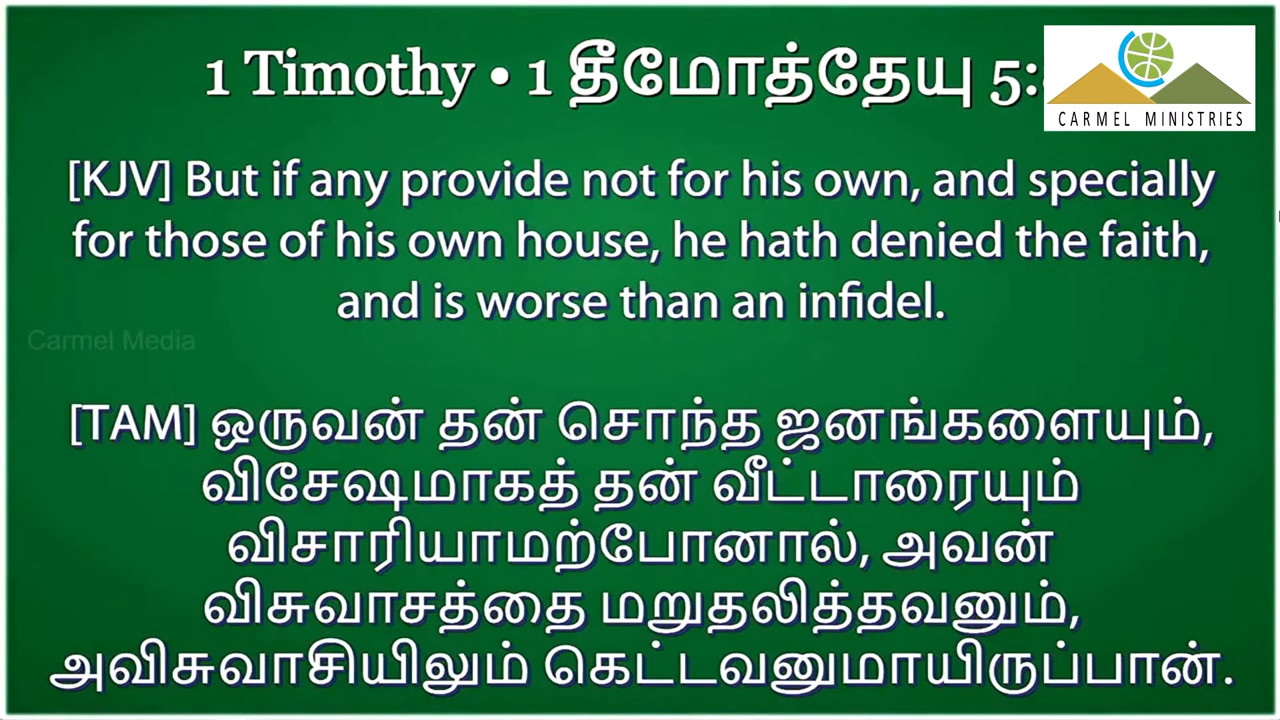 1 Timothy • 1 தீமோத்தேயு 5:
CARMEL MINISTRIES
[KJV] But if any provide not for his own, and specially
for those of his own house, he hath denied the faith,
and is worse than an infidel.
Carmel Media
[TAM] ஒருவன் தன் சொந்த ஜனங்களையும்,
விசேஷமாகத் தன் வீட்டாரையும்
விசாரியாமற்போனால், அவன்
விசுவாசத்தை மறுதலித்தவனும்,
அவிசுவாசியிலும் கெட்டவனுமாயிருப்பான்.